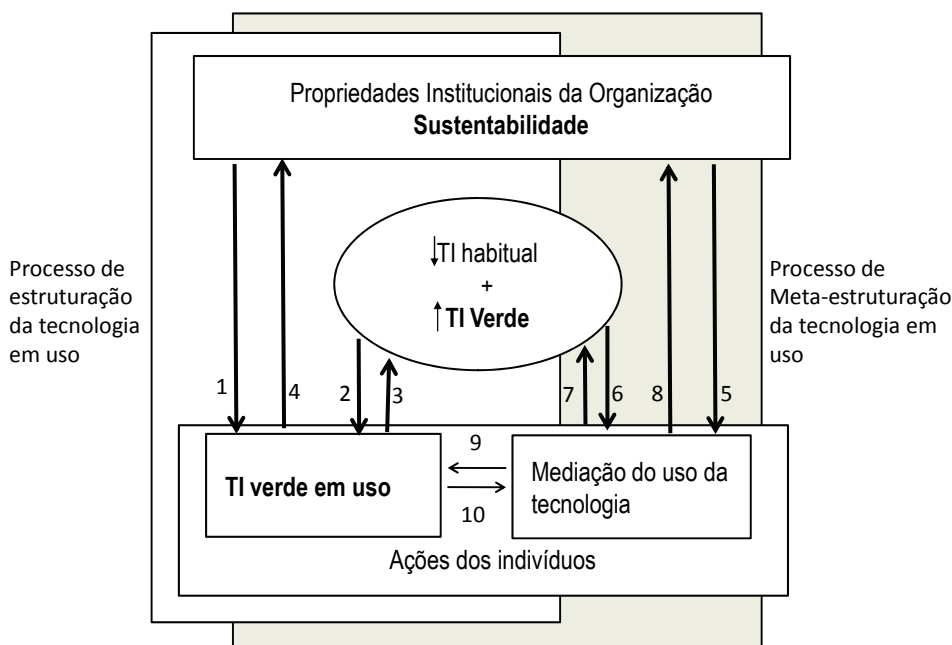 Propriedades Institucionais da Organização
Sustentabilidade
↓TI habitual
+
↑TI Verde
Processo de
estruturação
da tecnologia
em uso
Processo de
Meta-estruturação
da tecnologia em
uso
1
4
2
3
7
6
8
5
9
TI verde em uso
Mediação do uso da
tecnologia
10
Ações dos indivíduos